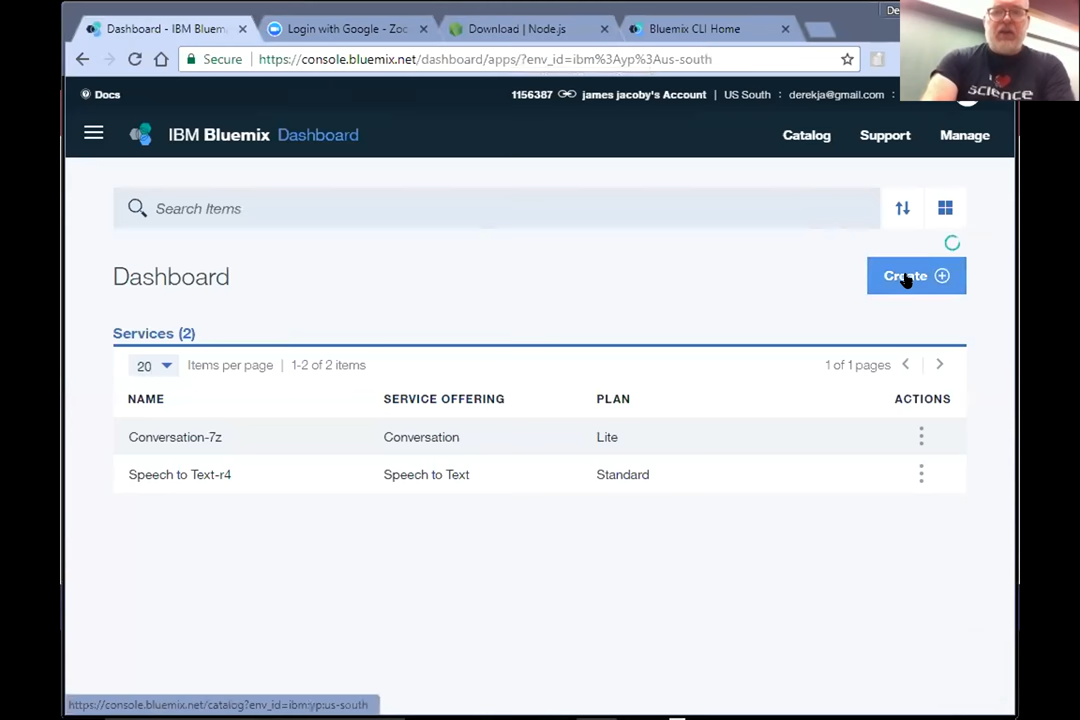 Dashboard - IBM Bluem
Login with Google - Zoo
Download | Node.js
Bluemix CLI Home
De
Secure
https://console.bluemix.net/dashboard/apps/?env_id=ibm%3Ayp%3Aus-south
Docs
1156387 james jacoby's Account | US South : derekja@gmail.com :
IBM Bluemix Dashboard
Catalog
Support
Manage
Search Items
Dashboard
Create
Services (2)
20 Items per page | 1-2 of 2 items
1 of 1 pages
NAME SERVICE OFFERING PLAN ACTIONS
Conversation-7z Conversation Lite
Speech to Text-r4 Speech to Text Standard
https://console.bluemix.net/catalog?env_id=ibm:yp:us-south
I
science